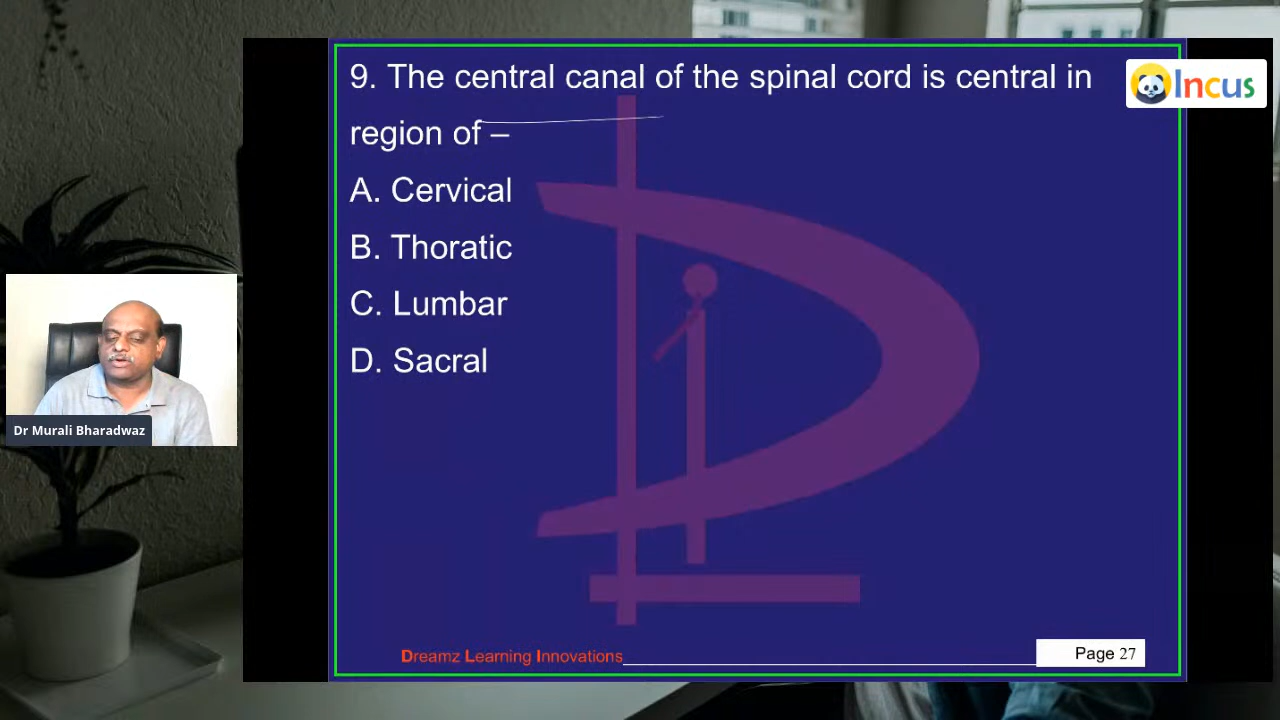 9. The central canal of the spinal cord is central in
region of –
A. Cervical
B. Thoratic
C. Lumbar
D. Sacral
Incus
Dr Murali Bharadwaz
Dreamz Learning Innovations
Page 27